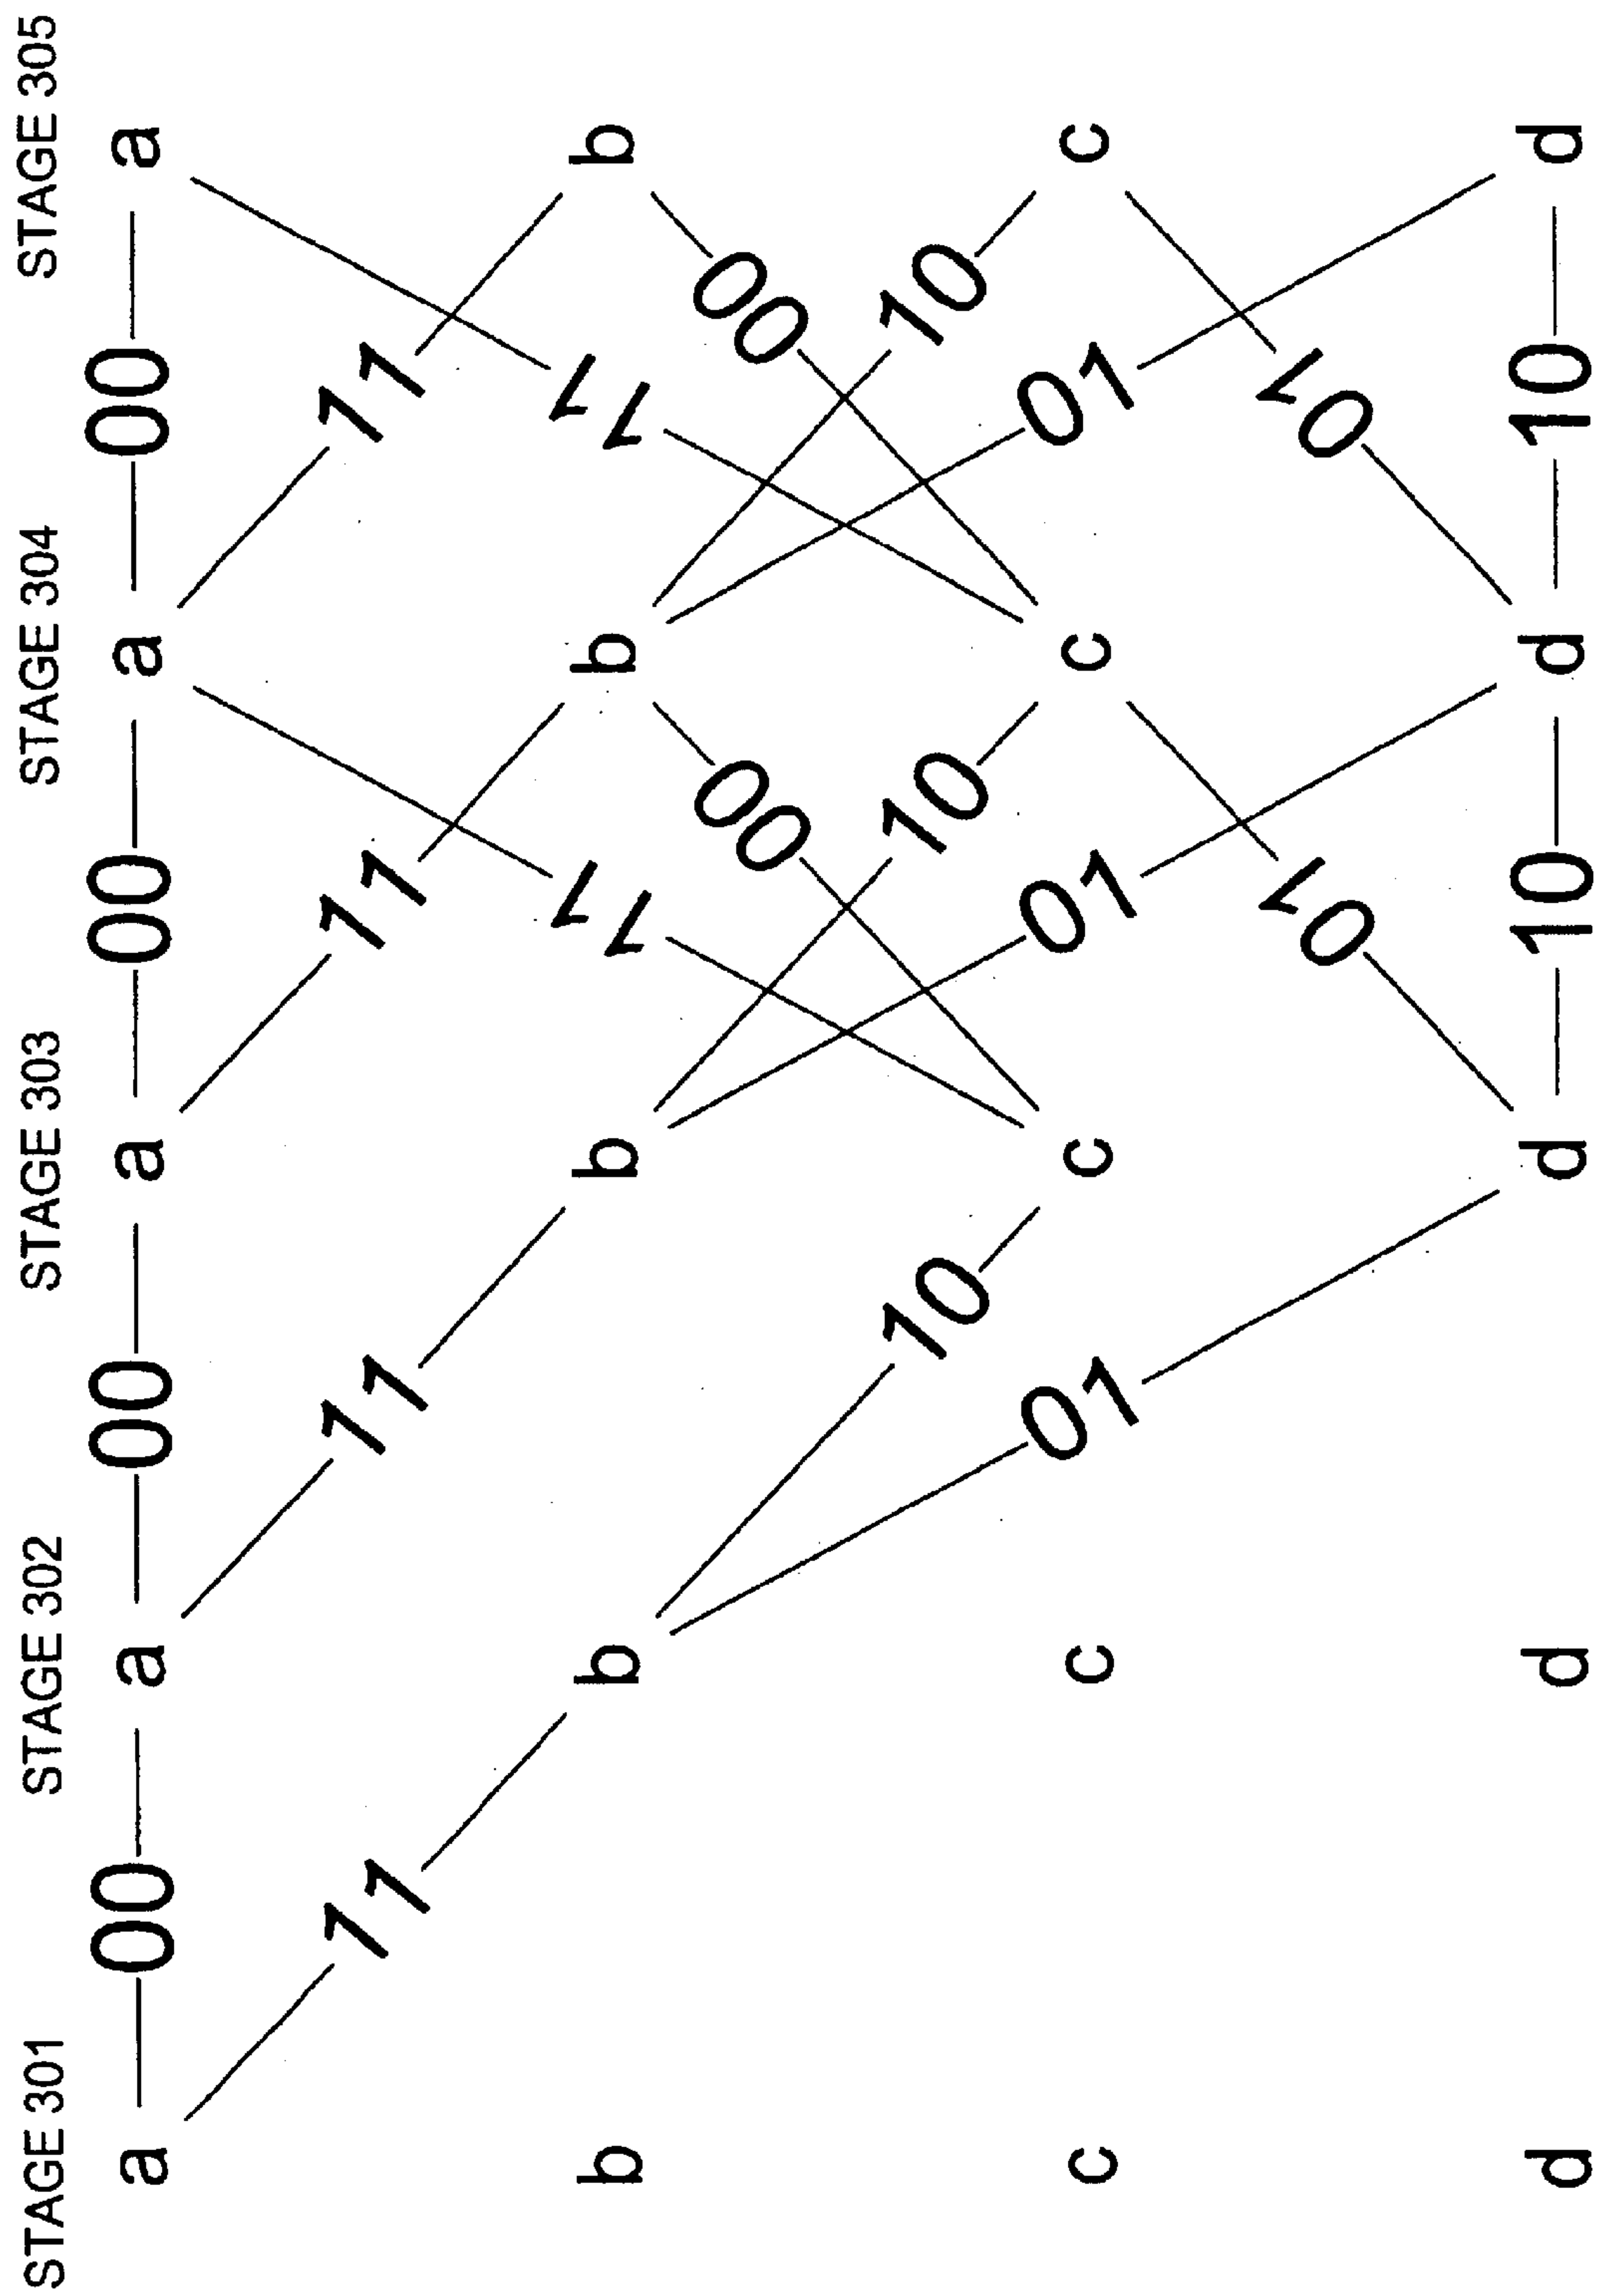 STAGE 301 STAGE 302 STAGE 303 STAGE 304 STAGE 305
a 00 a 00 a 00 a 00 a
11 11 11 11
b b b 11 b 11 b
00 00
10 10 10
c c 01 c 01 c 01 c
01 01
d d d 10 d 10 d